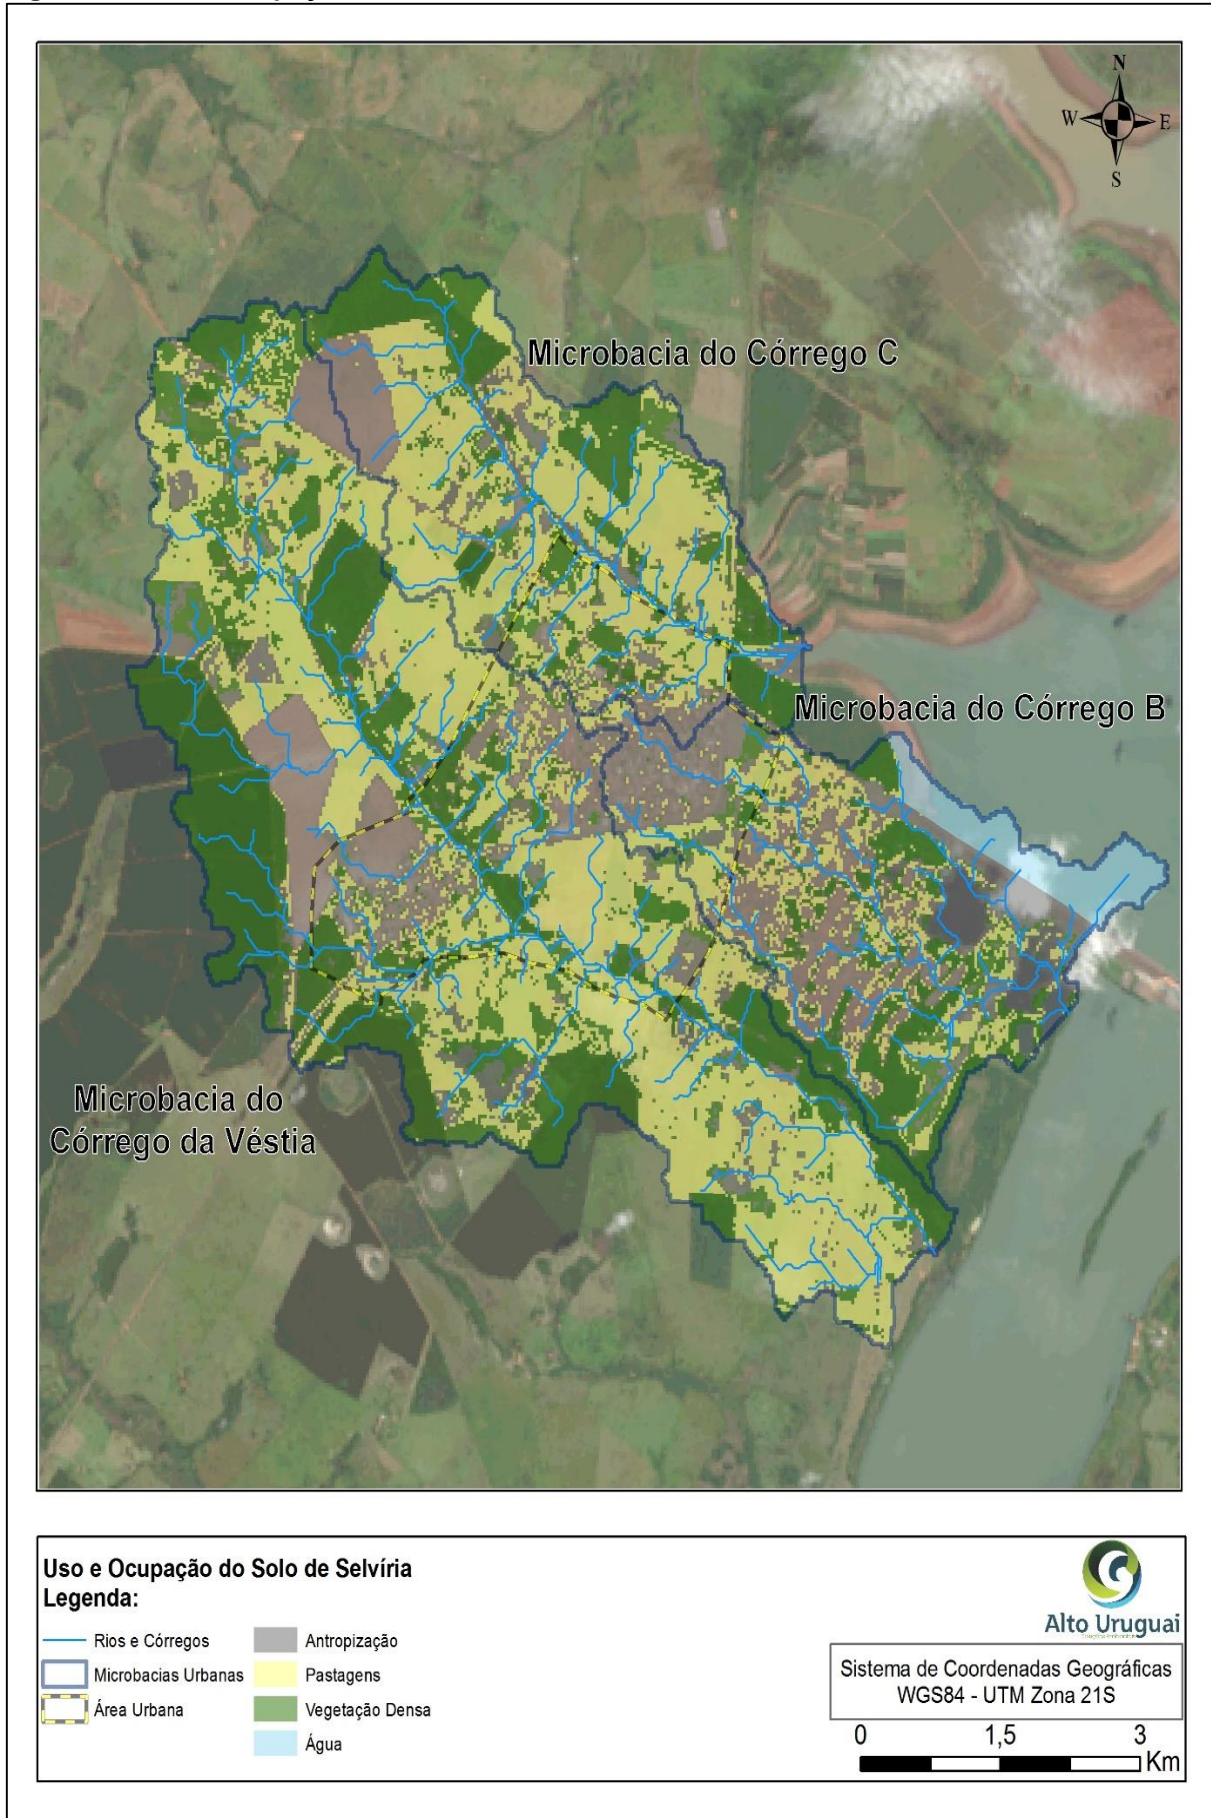 N
W
E
S
Microbacia do Córrego C
Microbacia do Córrego B
Microbacia do
Córrego da Véstia
Uso e Ocupação do Solo de Selvíria
Legenda:
Rios e Córregos
Microbacias Urbanas
Área Urbana
Antropização
Pastagens
Vegetação Densa
Água
Alto Uruguai
Sistema de Coordenadas Geográficas
WGS84 - UTM Zona 21S
0 1,5 3
Km